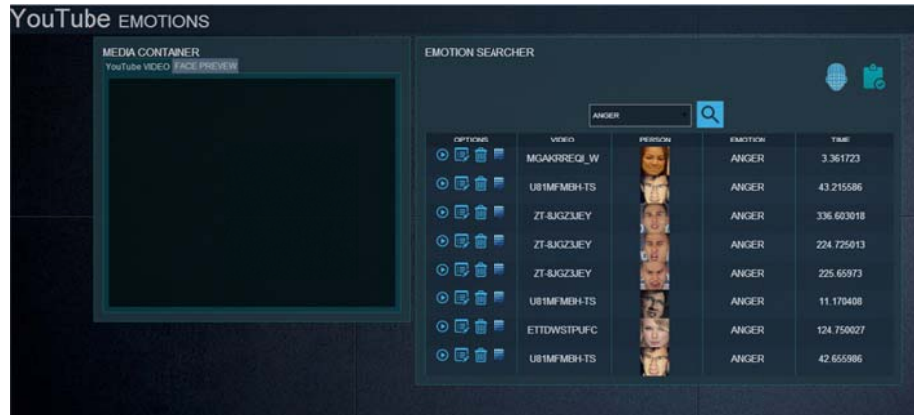 YouTube EMOTIONS
MEDIA CONTAINER
YouTube VIDEO FACE PREVEW
EMOTION SEARCHER
ANGER
OPTIONS VIDEO PERSON EMOTION TIME
MGAKRREQI_W ANGER 3.361723
U81MFMBH-TS ANGER 43.215586
ZT-8JGZ3JEY ANGER 336.603018
ZT-8JGZ3JEY ANGER 224.725013
ZT-8JGZ3JEY ANGER 225.65973
U81MFMBH-TS ANGER 11.170408
ETTDWSTPUFC ANGER 124.750027
U81MFMBH-TS ANGER 42.655986